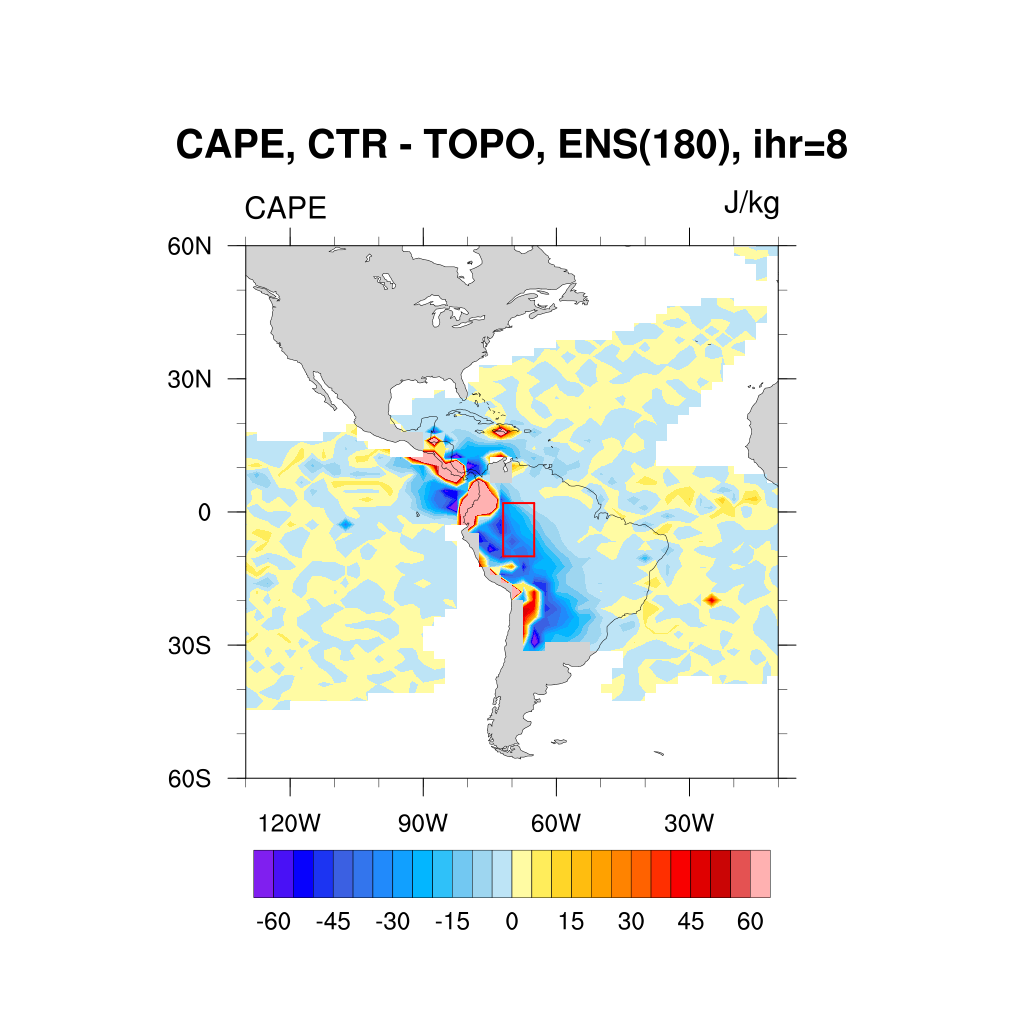 CAPE, CTR - TOPO, ENS(180), ihr=8
CAPE J/kg
60N
30N
0
30S
60S
120W 90W 60W 30W
-60 -45 -30 -15 0 15 30 45 60